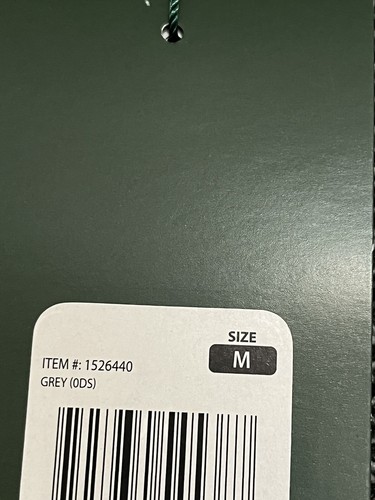 SIZE
M
ITEM #: 1526440
GREY (0DS)